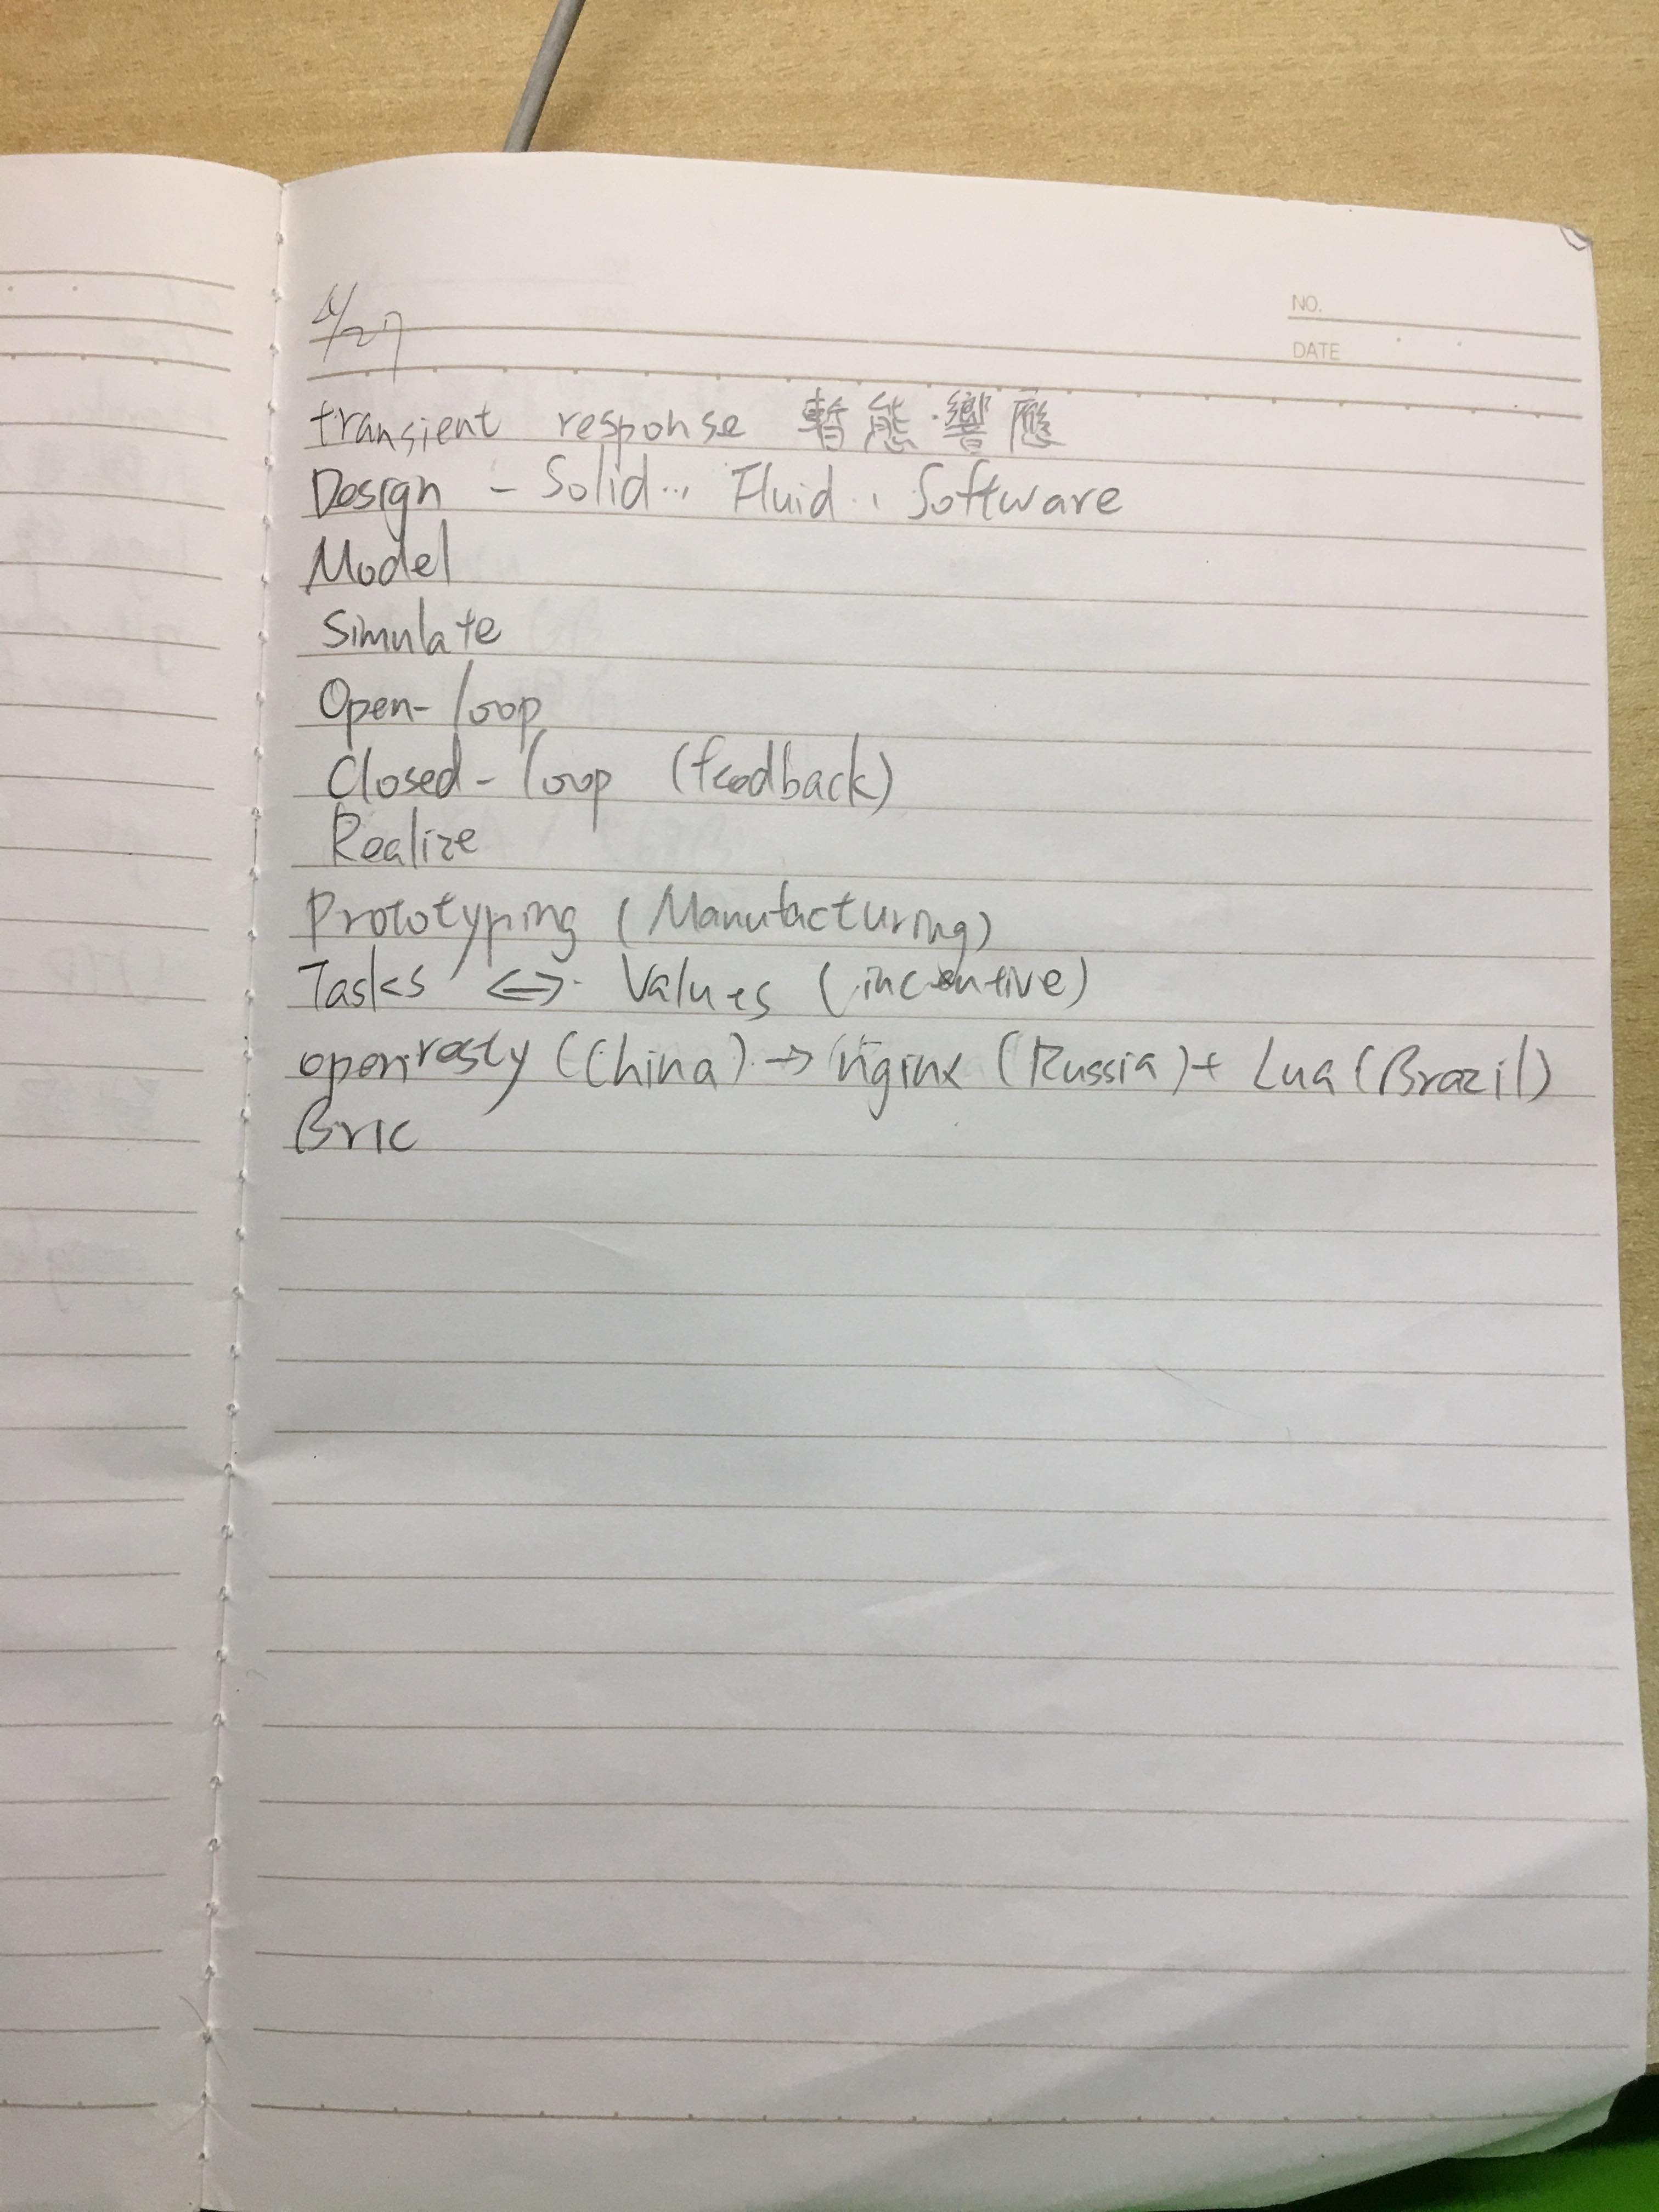 NO.
DATE
4/27
transient response 暫態響應
Design - Solid.., Fluid.. Software
Model
Simulate
Open-loop
Closed-loop (feedback)
Realize
Prototyping (Manufacturing)
Tasks <=> Values (incentive)
openresty (China) → Nginx (Russia) + Lua (Brazil)
Bric